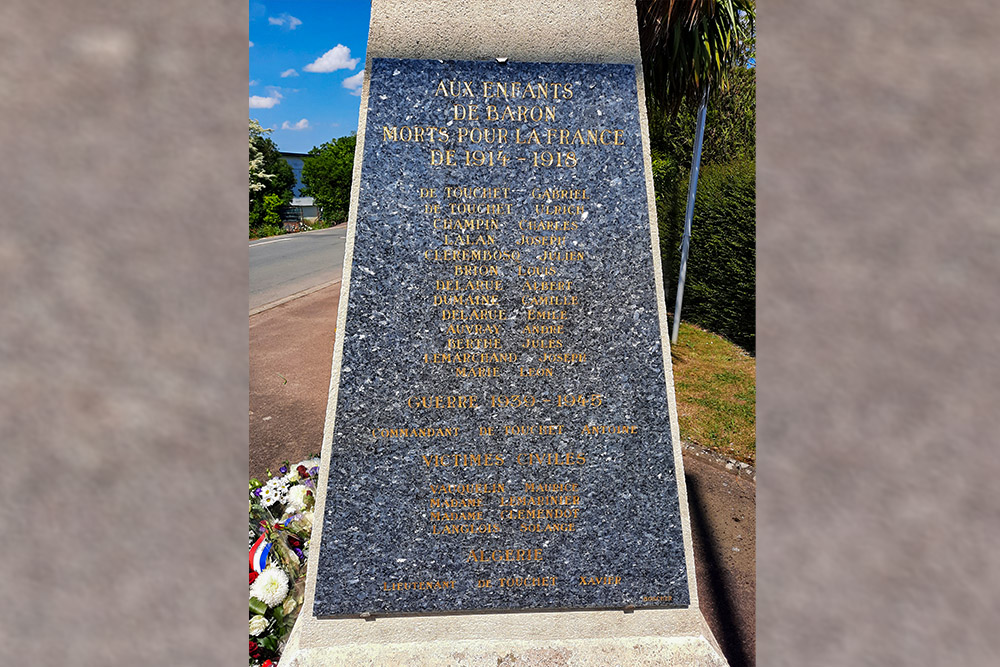 AUX ENFANTS
DE BARON
MORTS POUR LA FRANCE
DE 1914 - 1918
DE TOUCHET GABRIEL
DE TOUCHET ULRICH
CHAMPIN CHARLES
LALAN JOSEPH
CLEREMBOSQ JULIEN
BRION LOUIS
DELARUE ALBERT
DUMAINE CAMILLE
DELARUE EMILE
AUVRAY ANDRÉ
BERTHE JULES
LEMARCHAND JOSEPH
MARIE LEON
GUERRE 1939 - 1945
COMMANDANT DE TOUCHET ANTOINE
VICTIMES CIVILES
VAUQUELIN MAURICE
MADAME LEMARINIER
MADAME CLEMENDOT
LANGLOIS SOLANGE
ALGERIE
LIEUTENANT DE TOUCHET XAVIER